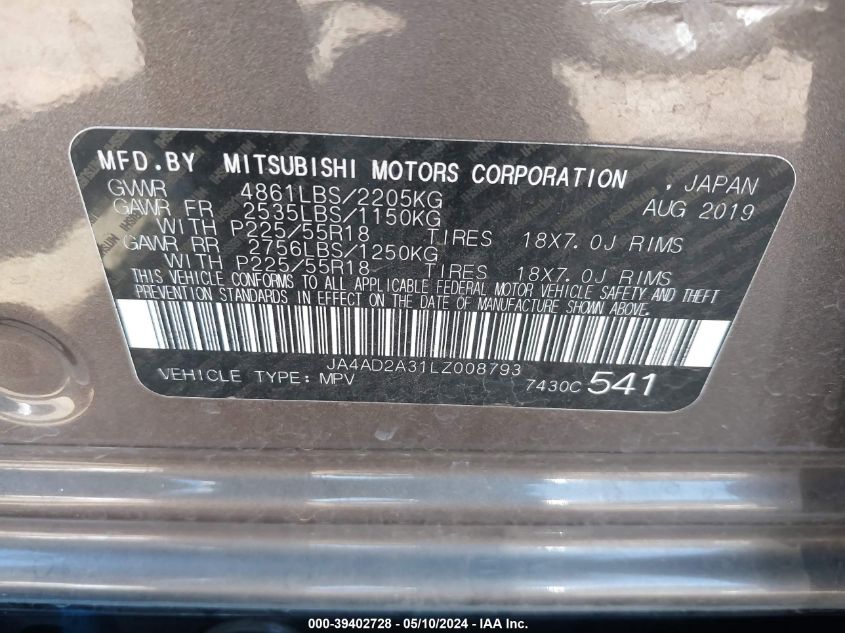 MFD.BY MITSUBISHI MOTORS CORPORATION , JAPAN
GVWR 4861LBS/2205KG AUG 2019
GAWR FR 2535LBS/1150KG
WITH P225/55R18 TIRES 18X7.0J RIMS
GAWR RR 2756LBS/1250KG
WITH P225/55R18 TIRES 18X7.0J RIMS
THIS VEHICLE CONFORMS TO ALL APPLICABLE FEDERAL MOTOR VEHICLE SAFETY AND THEFT
PREVENTION STANDARDS IN EFFECT ON THE DATE OF MANUFACTURE SHOWN ABOVE.
JA4AD2A31LZ008793
VEHICLE TYPE: MPV 7430C 541
000-39402728 - 05/10/2024 - IAA Inc.